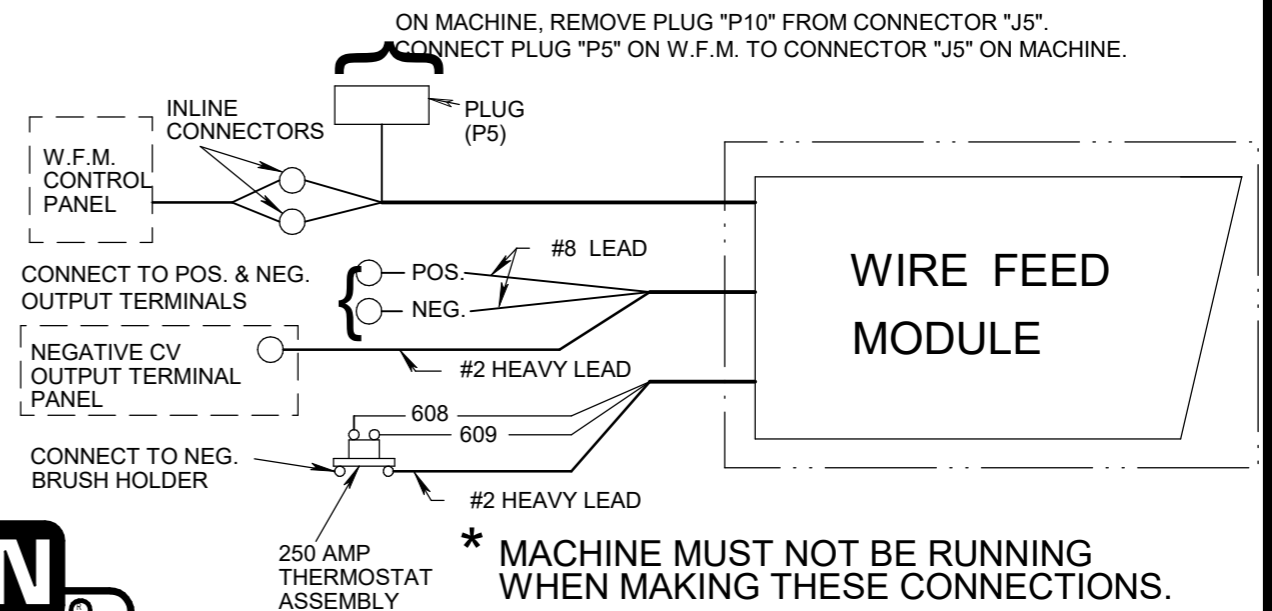 ON MACHINE, REMOVE PLUG "P10" FROM CONNECTOR "J5".
CONNECT PLUG "P5" ON W.F.M. TO CONNECTOR "J5" ON MACHINE.
INLINE
CONNECTORS
PLUG
(P5)
W.F.M.
CONTROL
PANEL
#8 LEAD
CONNECT TO POS. & NEG.
OUTPUT TERMINALS
POS.
NEG.
WIRE FEED
MODULE
NEGATIVE CV
OUTPUT TERMINAL
PANEL
#2 HEAVY LEAD
608
609
CONNECT TO NEG.
BRUSH HOLDER
#2 HEAVY LEAD
250 AMP
THERMOSTAT
ASSEMBLY
* MACHINE MUST NOT BE RUNNING
WHEN MAKING THESE CONNECTIONS.
N
®